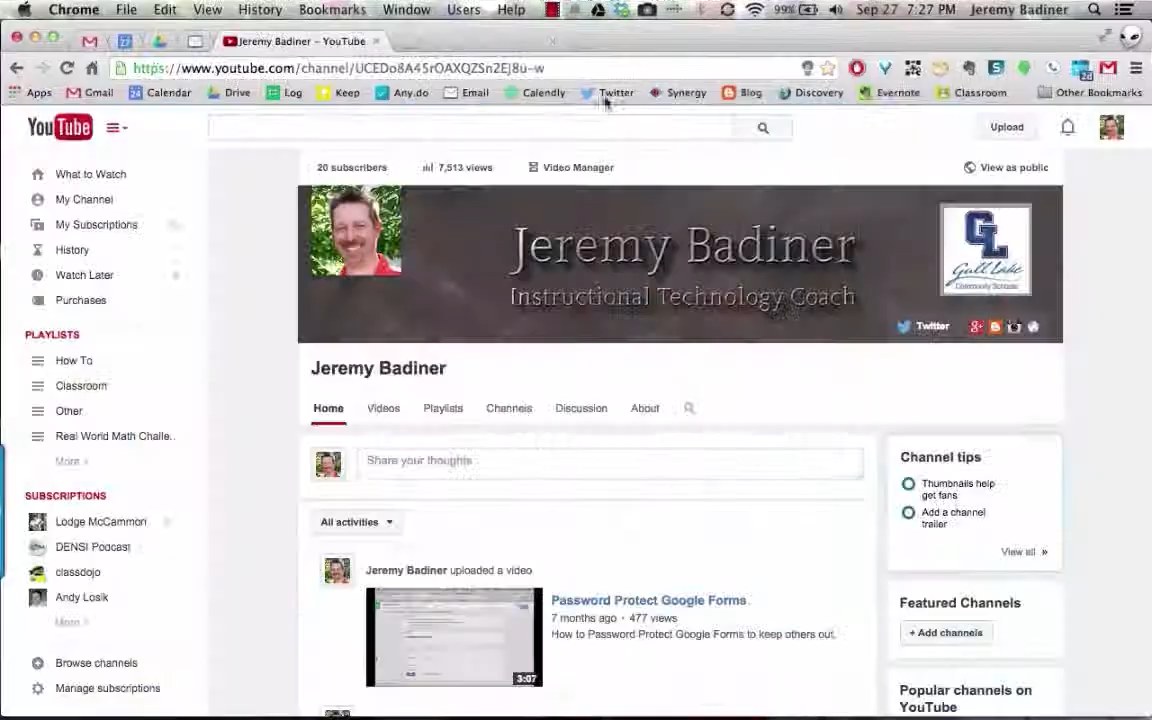 Chrome File Edit View History Bookmarks Window Users Help 99% Sep 27 7:27 PM Jeremy Badiner
Jeremy Badiner – YouTube
https://www.youtube.com/channel/UCEDo8A45rOAXQZSn2EJ8u-w
Apps Gmail Calendar Drive Log Keep Any.do Email Calendly Twitter Synergy Blog Discovery Evernote Classroom Other Bookmarks
YouTube Upload
20 subscribers 7,513 views Video Manager View as public
What to Watch
My Channel
My Subscriptions
History
Watch Later
Purchases
Jeremy Badiner
Instructional Technology Coach
GL
Gull Lake
Community Schools
Twitter
PLAYLISTS
How To
Classroom
Other
Real World Math Challe..
More »
SUBSCRIPTIONS
Lodge McCammon
DENSI Podcast
classdojo
Andy Losik
More »
Browse channels
Manage subscriptions
Jeremy Badiner
Home Videos Playlists Channels Discussion About
Share your thoughts
All activities
Jeremy Badiner uploaded a video
Password Protect Google Forms
7 months ago · 477 views
How to Password Protect Google Forms to keep others out.
3:07
Channel tips
Thumbnails help
get fans
Add a channel
trailer
View all »
Featured Channels
+ Add channels
Popular channels on
YouTube